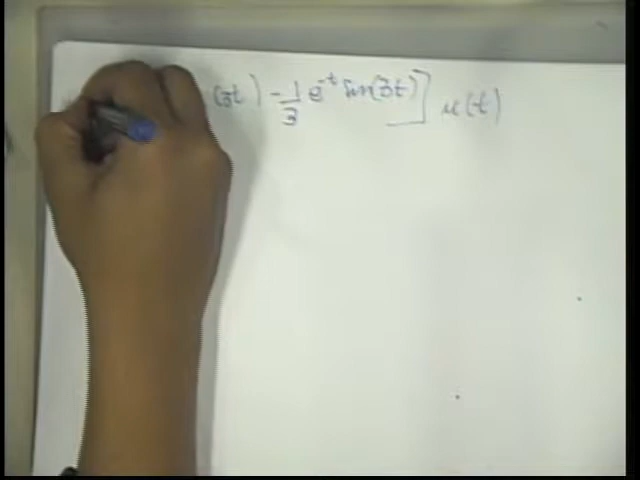 (3t) - 1/3 e^-t sin(3t)] u(t)